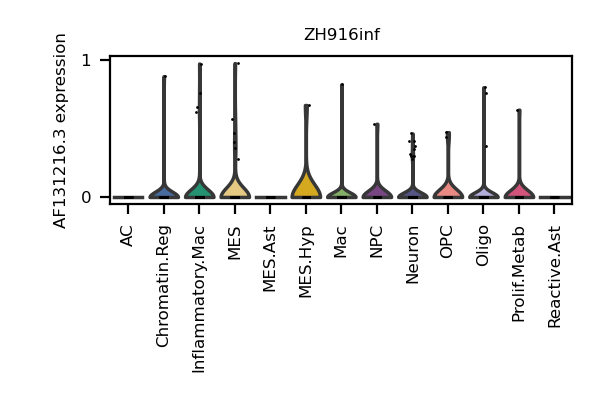 ZH916inf
AF131216.3 expression
1
0
AC
Chromatin.Reg
Inflammatory.Mac
MES
MES.Ast
MES.Hyp
Mac
NPC
Neuron
OPC
Oligo
Prolif.Metab
Reactive.Ast